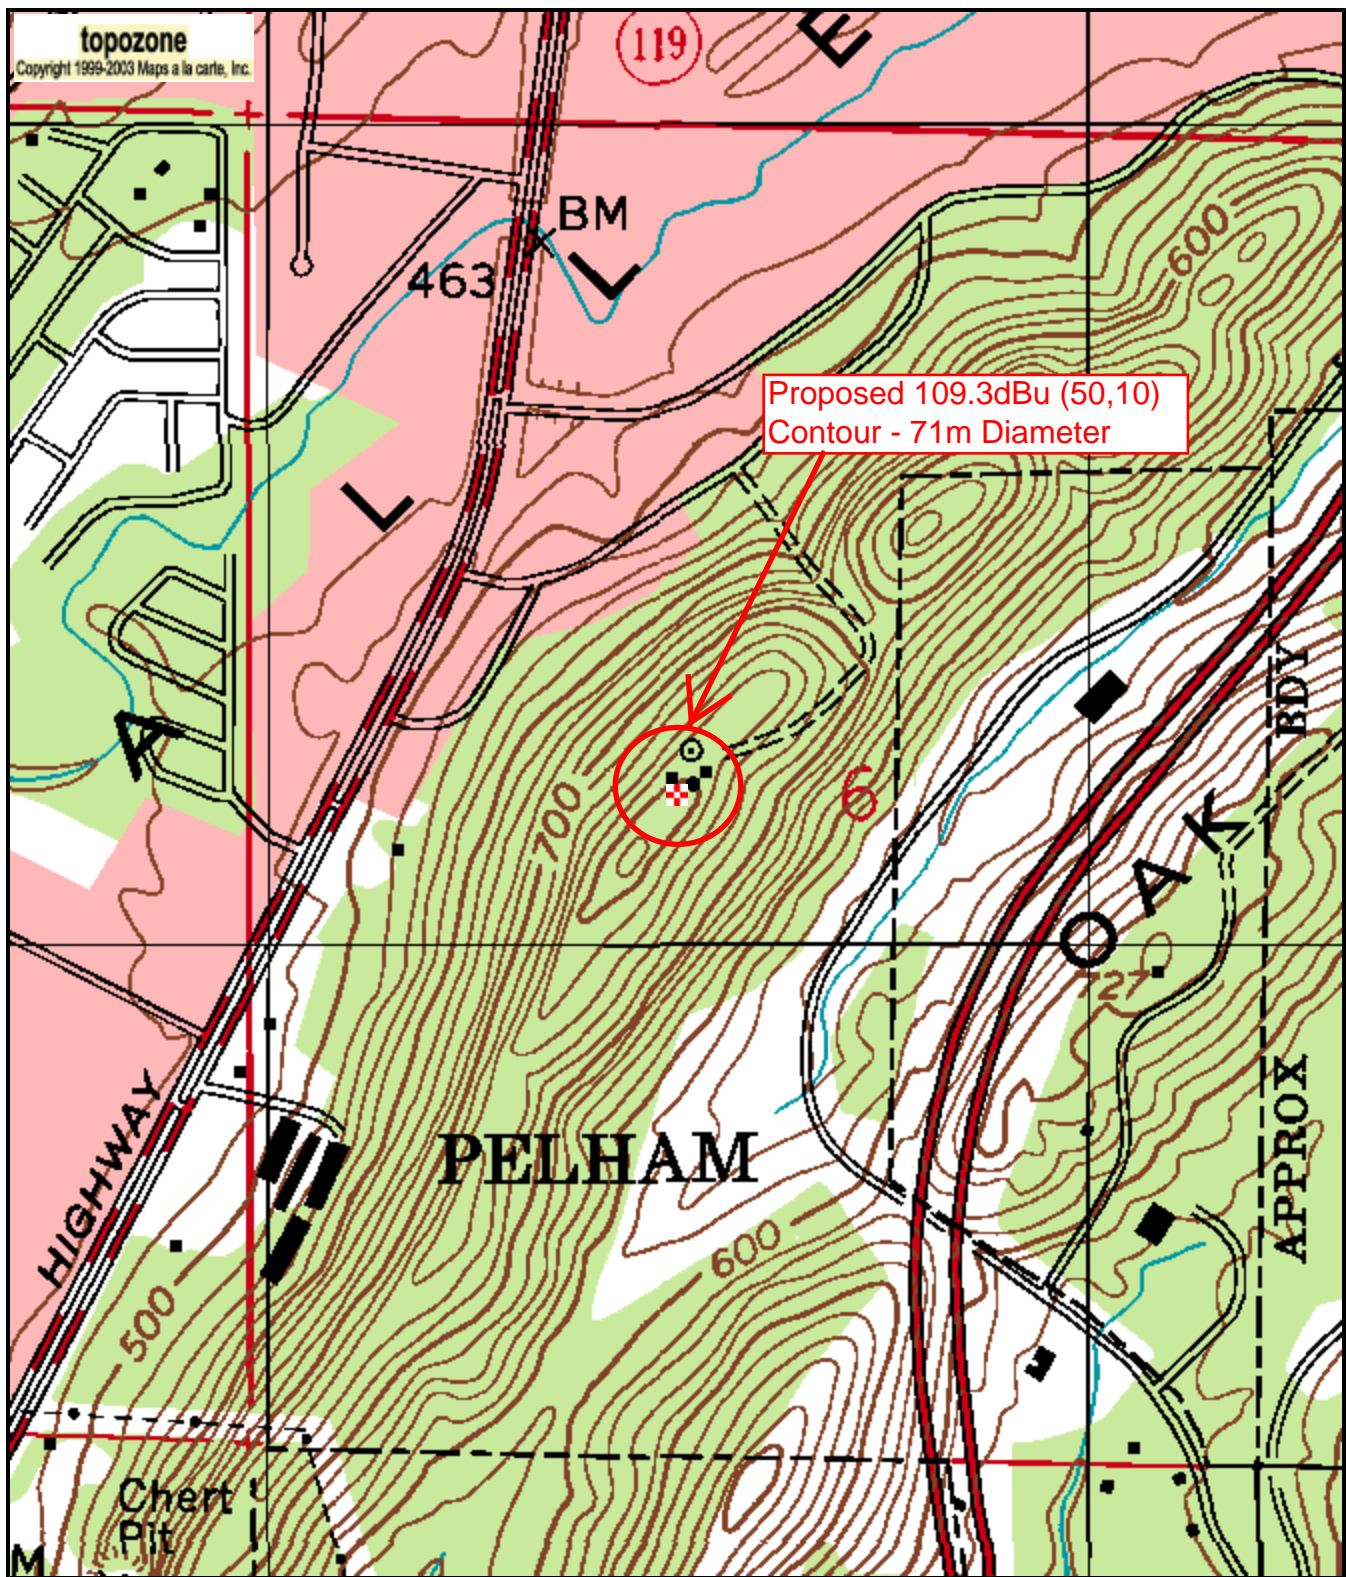 topozone
Copyright 1999-2003 Maps a la carte, Inc.
119
E
BM
L
463
600
Proposed 109.3dBu (50,10)
Contour - 71m Diameter
L
BDY
A
6
700
OAK
727
HIGHWAY
PELHAM
APPROX
600
500
Chert
Pit
M